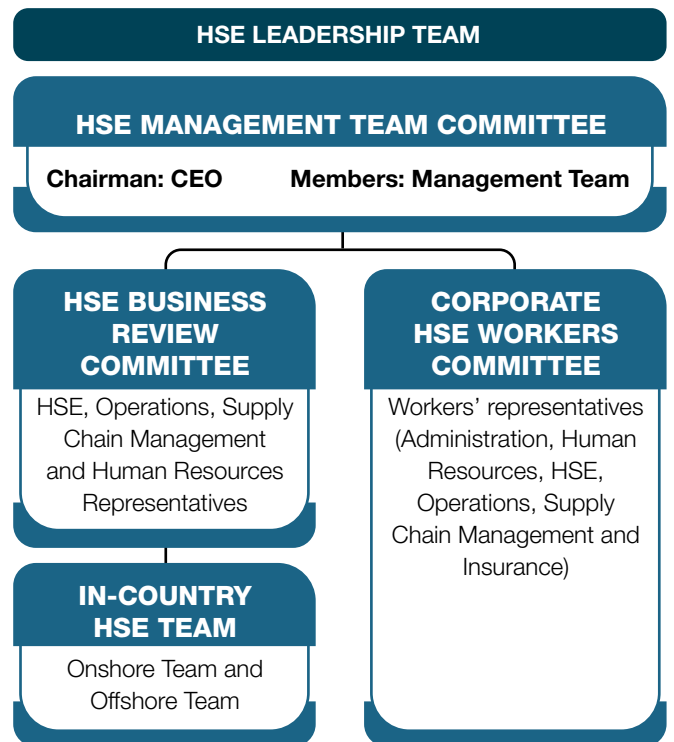 HSE LEADERSHIP TEAM
HSE MANAGEMENT TEAM COMMITTEE
Chairman: CEO Members: Management Team
HSE BUSINESS
REVIEW
COMMITTEE
HSE, Operations, Supply
Chain Management
and Human Resources
Representatives
IN-COUNTRY
HSE TEAM
Onshore Team and
Offshore Team
CORPORATE
HSE WORKERS
COMMITTEE
Workers’ representatives
(Administration, Human
Resources, HSE,
Operations, Supply
Chain Management and
Insurance)